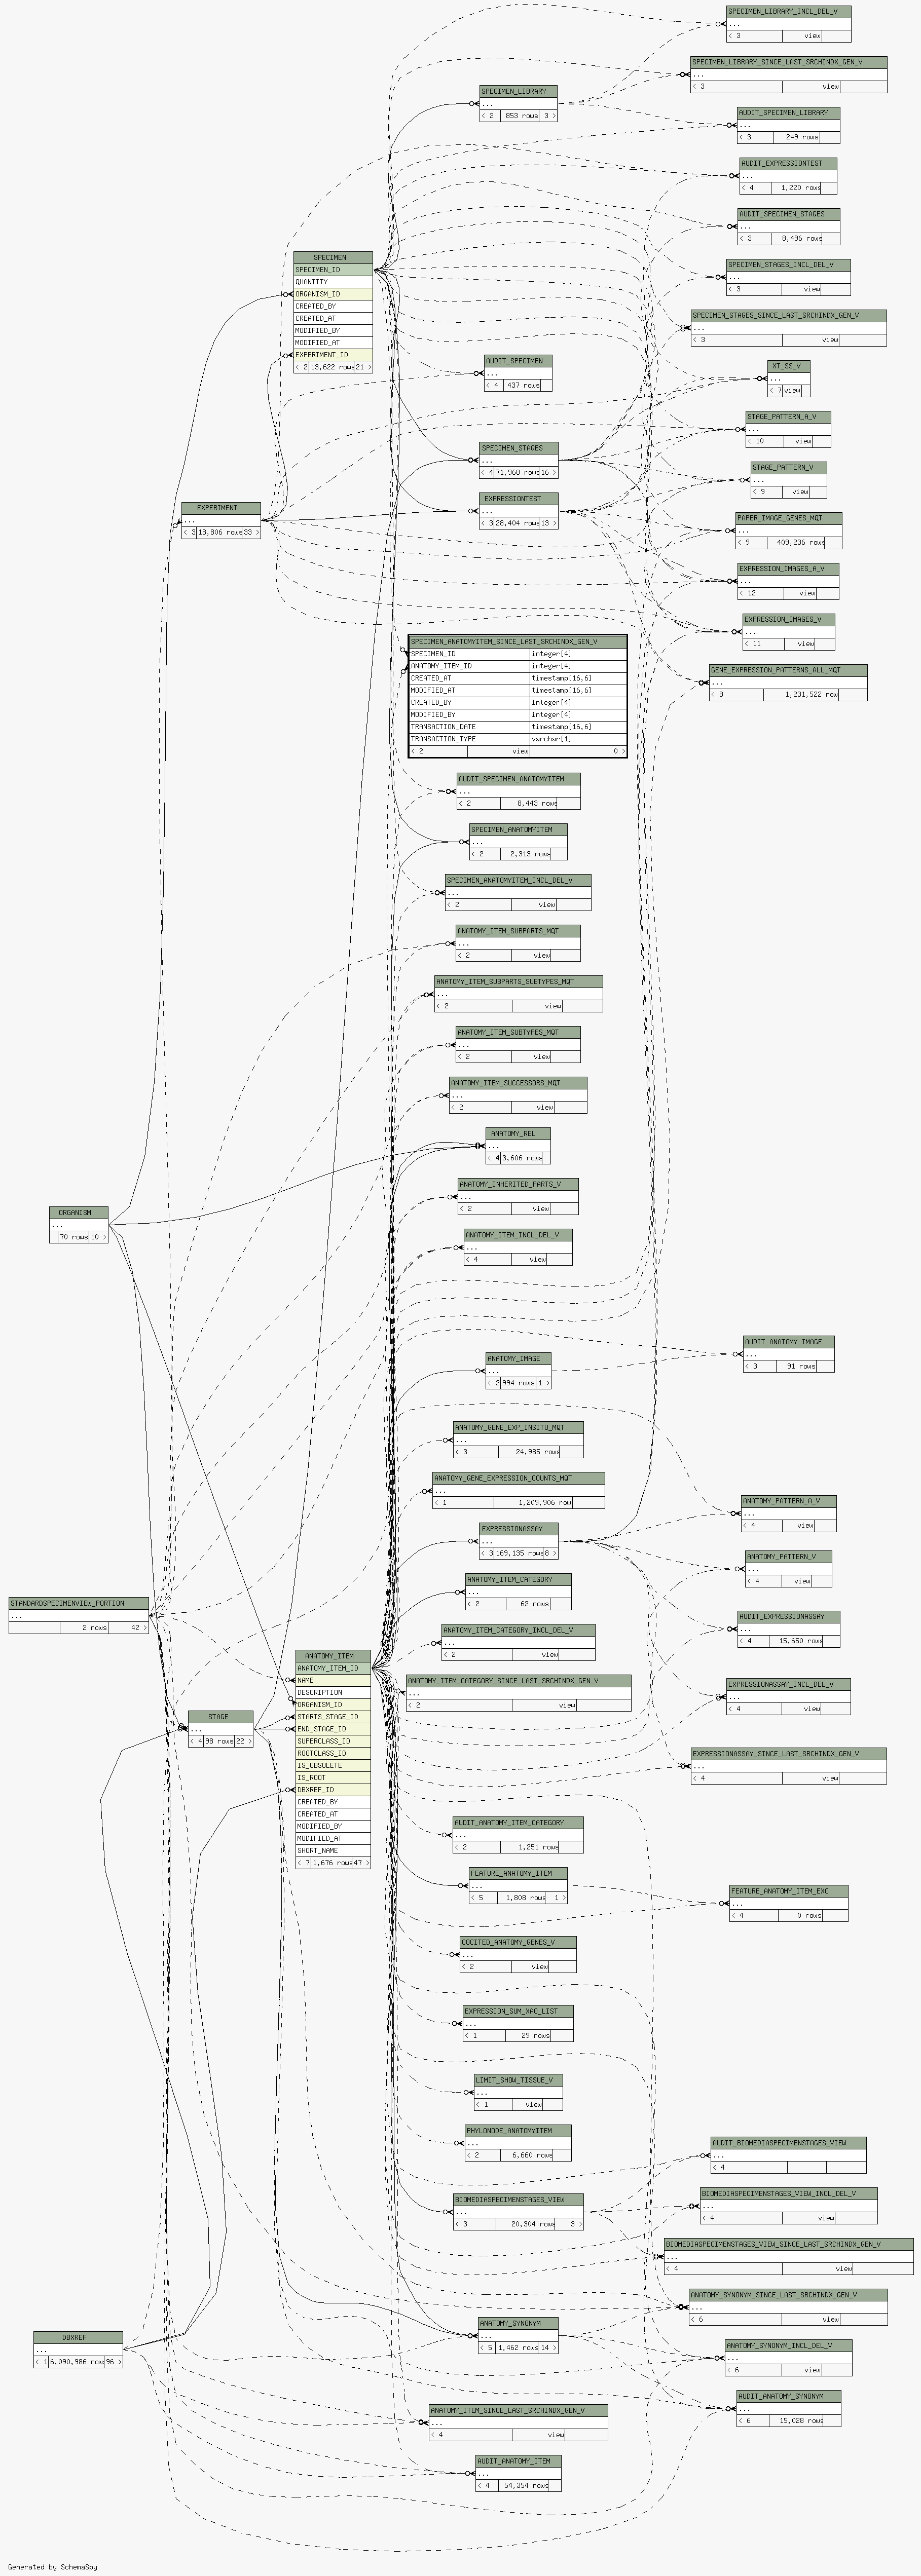 SPECIMEN_LIBRARY_INCL_DEL_V
...
< 3 view
SPECIMEN_LIBRARY_SINCE_LAST_SRCHINDX_GEN_V
...
< 3 view
SPECIMEN_LIBRARY
...
< 2 853 rows 3 >
AUDIT_SPECIMEN_LIBRARY
...
< 3 249 rows
AUDIT_EXPRESSIONTEST
...
< 4 1,220 rows
AUDIT_SPECIMEN_STAGES
...
< 3 8,496 rows
SPECIMEN
SPECIMEN_ID
QUANTITY
ORGANISM_ID
CREATED_BY
CREATED_AT
MODIFIED_BY
MODIFIED_AT
EXPERIMENT_ID
< 2 13,622 rows 21 >
SPECIMEN_STAGES_INCL_DEL_V
...
< 3 view
SPECIMEN_STAGES_SINCE_LAST_SRCHINDX_GEN_V
...
< 3 view
AUDIT_SPECIMEN
...
< 4 437 rows
XT_SS_V
...
< 7 view
STAGE_PATTERN_A_V
...
< 10 view
SPECIMEN_STAGES
...
< 4 71,968 rows 16 >
STAGE_PATTERN_V
...
< 9 view
EXPRESSIONTEST
...
< 3 28,404 rows 13 >
EXPERIMENT
...
< 3 18,806 rows 33 >
PAPER_IMAGE_GENES_MQT
...
< 9 409,236 rows
EXPRESSION_IMAGES_A_V
...
< 12 view
EXPRESSION_IMAGES_V
...
< 11 view
SPECIMEN_ANATOMYITEM_SINCE_LAST_SRCHINDX_GEN_V
SPECIMEN_ID integer[4]
ANATOMY_ITEM_ID integer[4]
CREATED_AT timestamp[16,6]
MODIFIED_AT timestamp[16,6]
CREATED_BY integer[4]
MODIFIED_BY integer[4]
TRANSACTION_DATE timestamp[16,6]
TRANSACTION_TYPE varchar[1]
< 2 view 0 >
GENE_EXPRESSION_PATTERNS_ALL_MQT
...
< 8 1,231,522 row
AUDIT_SPECIMEN_ANATOMYITEM
...
< 2 8,443 rows
SPECIMEN_ANATOMYITEM
...
< 2 2,313 rows
SPECIMEN_ANATOMYITEM_INCL_DEL_V
...
< 2 view
ANATOMY_ITEM_SUBPARTS_MQT
...
< 2 view
ANATOMY_ITEM_SUBPARTS_SUBTYPES_MQT
...
< 2 view
ANATOMY_ITEM_SUBTYPES_MQT
...
< 2 view
ANATOMY_ITEM_SUCCESSORS_MQT
...
< 2 view
ANATOMY_REL
...
< 4 3,606 rows
ANATOMY_INHERITED_PARTS_V
...
< 2 view
ORGANISM
...
70 rows 10 >
ANATOMY_ITEM_INCL_DEL_V
...
< 4 view
AUDIT_ANATOMY_IMAGE
...
< 3 91 rows
ANATOMY_IMAGE
...
< 2 994 rows 1 >
ANATOMY_GENE_EXP_INSITU_MQT
...
< 3 24,985 rows
ANATOMY_GENE_EXPRESSION_COUNTS_MQT
...
< 1 1,209,906 row
ANATOMY_PATTERN_A_V
...
< 4 view
EXPRESSIONASSAY
...
< 3 169,135 rows 8 >
ANATOMY_PATTERN_V
...
< 4 view
ANATOMY_ITEM_CATEGORY
...
< 2 62 rows
STANDARDSPECIMENVIEW_PORTION
...
2 rows 42 >
AUDIT_EXPRESSIONASSAY
...
< 4 15,650 rows
ANATOMY_ITEM_CATEGORY_INCL_DEL_V
...
< 2 view
ANATOMY_ITEM
ANATOMY_ITEM_ID
NAME
DESCRIPTION
ORGANISM_ID
STARTS_STAGE_ID
END_STAGE_ID
SUPERCLASS_ID
ROOTCLASS_ID
IS_OBSOLETE
IS_ROOT
DBXREF_ID
CREATED_BY
CREATED_AT
MODIFIED_BY
MODIFIED_AT
SHORT_NAME
< 7 1,676 rows 47 >
ANATOMY_ITEM_CATEGORY_SINCE_LAST_SRCHINDX_GEN_V
...
< 2 view
EXPRESSIONASSAY_INCL_DEL_V
...
< 4 view
STAGE
...
< 4 98 rows 22 >
EXPRESSIONASSAY_SINCE_LAST_SRCHINDX_GEN_V
...
< 4 view
AUDIT_ANATOMY_ITEM_CATEGORY
...
< 2 1,251 rows
FEATURE_ANATOMY_ITEM
...
< 5 1,808 rows 1 >
FEATURE_ANATOMY_ITEM_EXC
...
< 4 0 rows
COCITED_ANATOMY_GENES_V
...
< 2 view
EXPRESSION_SUM_XAO_LIST
...
< 1 29 rows
LIMIT_SHOW_TISSUE_V
...
< 1 view
PHYLONODE_ANATOMYITEM
...
< 2 6,660 rows
AUDIT_BIOMEDIASPECIMENSTAGES_VIEW
...
< 4
BIOMEDIASPECIMENSTAGES_VIEW
...
< 3 20,304 rows 3 >
BIOMEDIASPECIMENSTAGES_VIEW_INCL_DEL_V
...
< 4 view
BIOMEDIASPECIMENSTAGES_VIEW_SINCE_LAST_SRCHINDX_GEN_V
...
< 4 view
ANATOMY_SYNONYM_SINCE_LAST_SRCHINDX_GEN_V
...
< 6 view
ANATOMY_SYNONYM
...
< 5 1,462 rows 14 >
DBXREF
...
< 1 6,090,986 row 96 >
ANATOMY_SYNONYM_INCL_DEL_V
...
< 6 view
AUDIT_ANATOMY_SYNONYM
...
< 6 15,028 rows
ANATOMY_ITEM_SINCE_LAST_SRCHINDX_GEN_V
...
< 4 view
AUDIT_ANATOMY_ITEM
...
< 4 54,354 rows
Generated by SchemaSpy